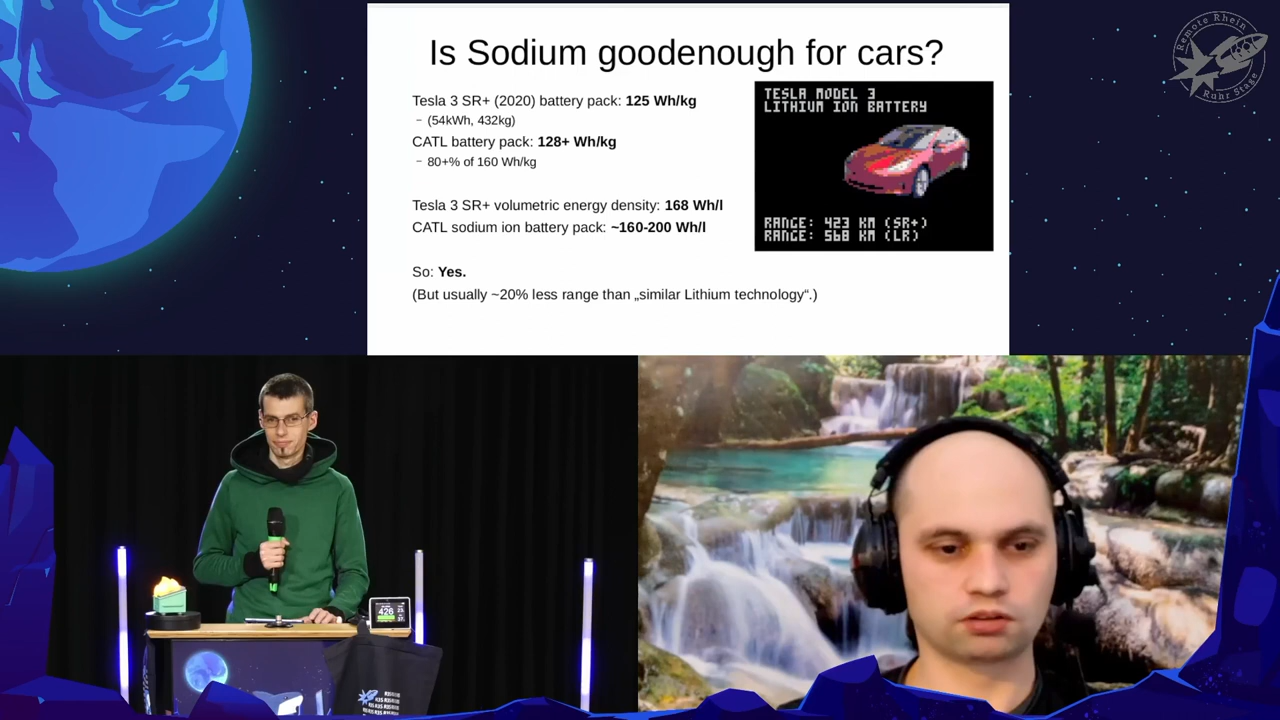 Is Sodium goodenough for cars?
Tesla 3 SR+ (2020) battery pack: 125 Wh/kg
– (54kWh, 432kg)
CATL battery pack: 128+ Wh/kg
– 80+% of 160 Wh/kg
Tesla 3 SR+ volumetric energy density: 168 Wh/l
CATL sodium ion battery pack: ~160-200 Wh/l
So: Yes.
(But usually ~20% less range than „similar Lithium technology“.)
TESLA MODEL 3
LITHIUM ION BATTERY
RANGE: 423 KM (SR+)
RANGE: 568 KM (LR)
Remote Rhein
Ruhr Stage
426